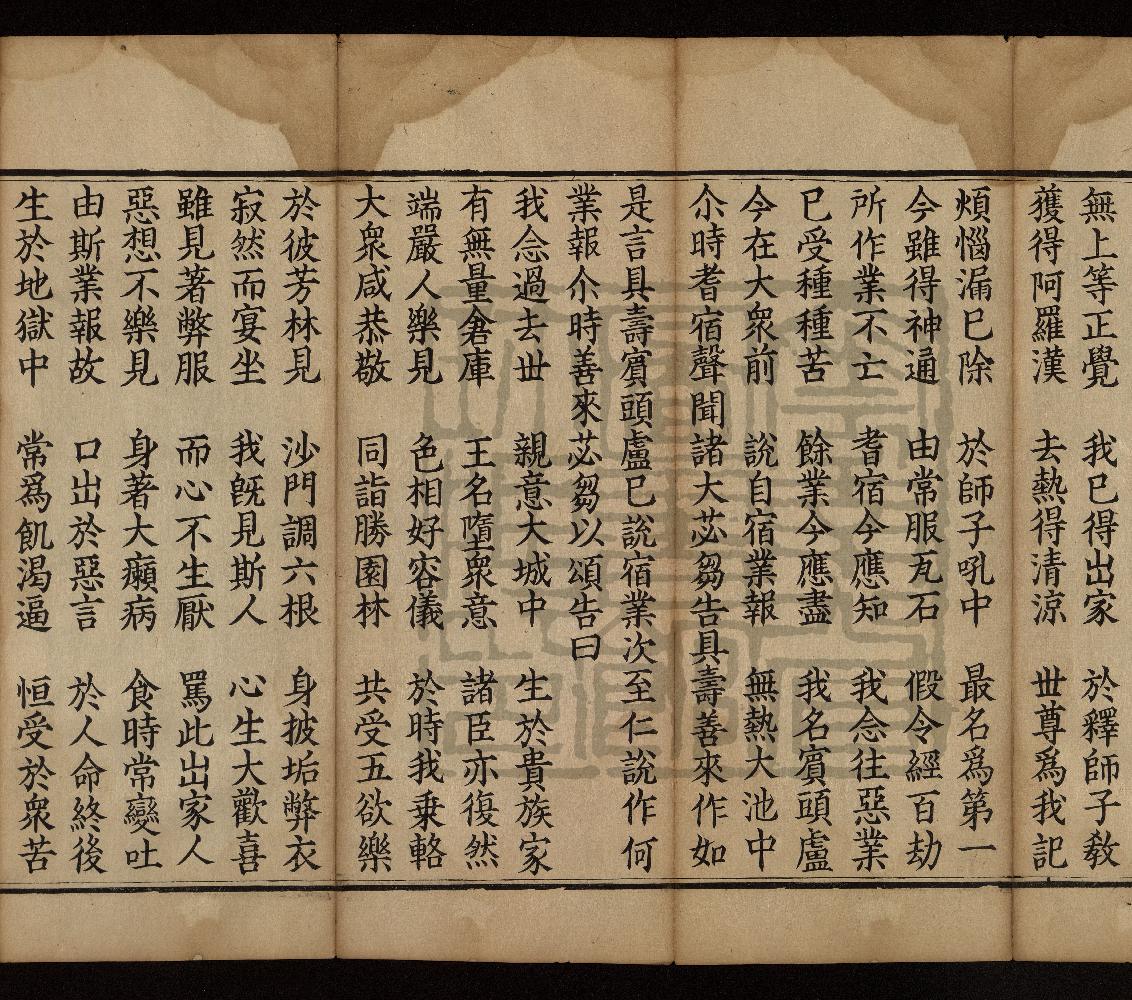 無上等正覺　我已得出家　於釋師子敎
獲得阿羅漢　去熱得清涼　世尊爲我記
煩惱漏已除　於師子吼中　最名爲第一
今雖得神通　由常服瓦石　假令經百劫
所作業不亡　耆宿今應知　我念往惡業
已受種種苦　餘業今應盡　我名賓頭盧
今在大衆前　說自宿業報　無熱大池中
尒時耆宿聲聞諸大苾芻告具壽善來作如
是言具壽賓頭盧已說宿業次至仁說作何
業報尒時善來苾芻以頌告曰
我念過去世　親意大城中　生於貴族家
有無量倉庫　王名墮衆意　諸臣亦復然
端嚴人樂見　色相好容儀　於時我乗輅
大衆咸恭敬　同詣勝園林　共受五欲樂
於彼芳林見　沙門調六根　身披垢弊衣
寂然而宴坐　我旣見斯人　心生大歡喜
雖見著弊服　而心不生厭　罵此出家人
惡想不樂見　身著大癩病　食時常變吐
由斯業報故　口出於惡言　於人命終後
生於地獄中　常爲飢渴逼　恒受於衆苦